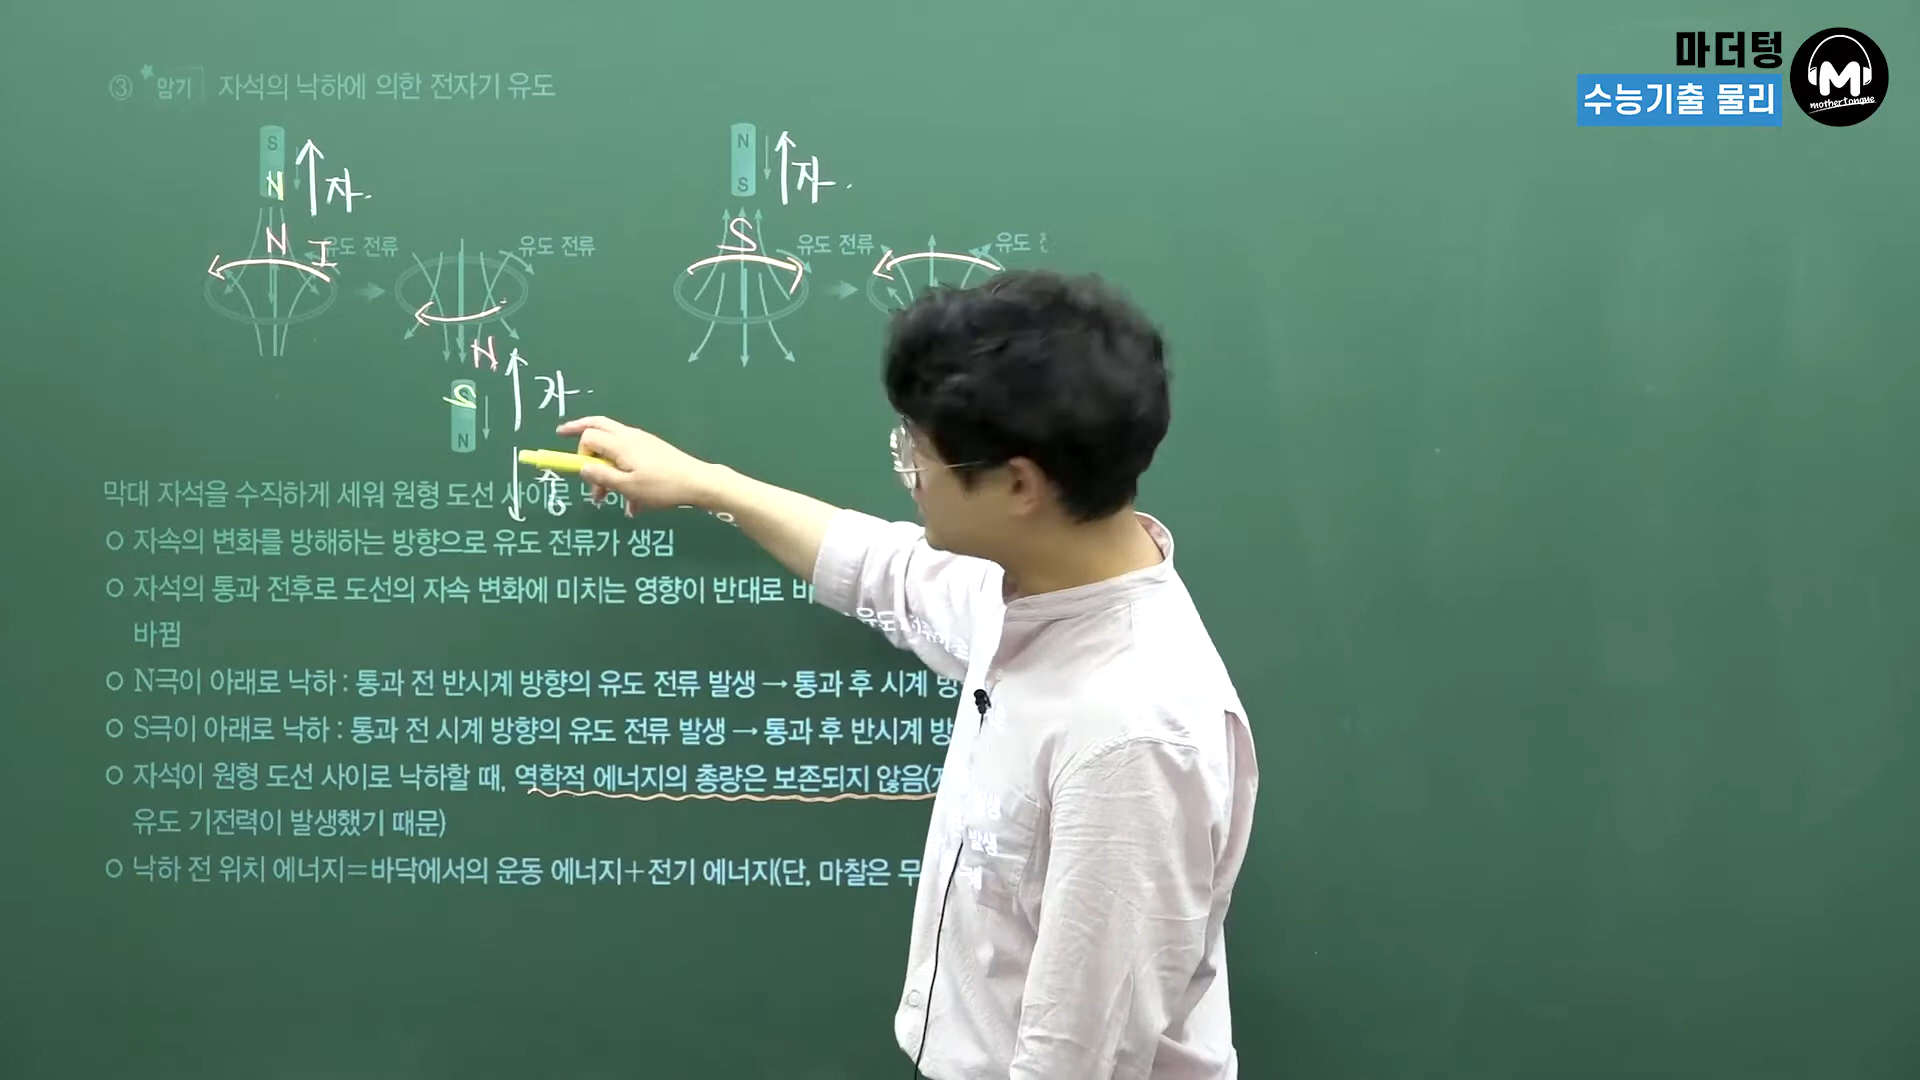 마더텅
수능기출 물리
mothertongue
③ 암기 자석의 낙하에 의한 전자기 유도
S
N
자.
N I 유도 전류
유도 전류
N
S
N
자.
중
N
S
자.
S
유도 전류
유도
막대 자석을 수직하게 세워 원형 도선 사이로
○ 자속의 변화를 방해하는 방향으로 유도 전류가 생김
○ 자석의 통과 전후로 도선의 자속 변화에 미치는 영향이 반대로
유도
바뀜
○ N극이 아래로 낙하 : 통과 전 반시계 방향의 유도 전류 발생 → 통과 후 시계
○ S극이 아래로 낙하 : 통과 전 시계 방향의 유도 전류 발생 → 통과 후 반시계
○ 자석이 원형 도선 사이로 낙하할 때, 역학적 에너지의 총량은 보존되지 않음(
유도 기전력이 발생했기 때문)
○ 낙하 전 위치 에너지=바닥에서의 운동 에너지+전기 에너지(단, 마찰은 무